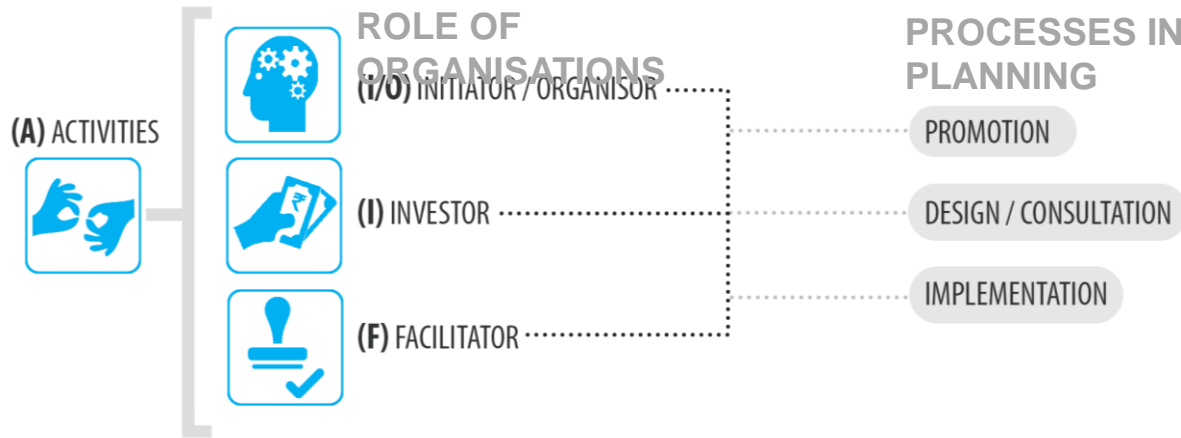 ROLE OF
ORGANISATIONS
PROCESSES IN
PLANNING
(A) ACTIVITIES
(I/O) INITIATOR / ORGANISOR
(I) INVESTOR
(F) FACILITATOR
₹
PROMOTION
DESIGN / CONSULTATION
IMPLEMENTATION